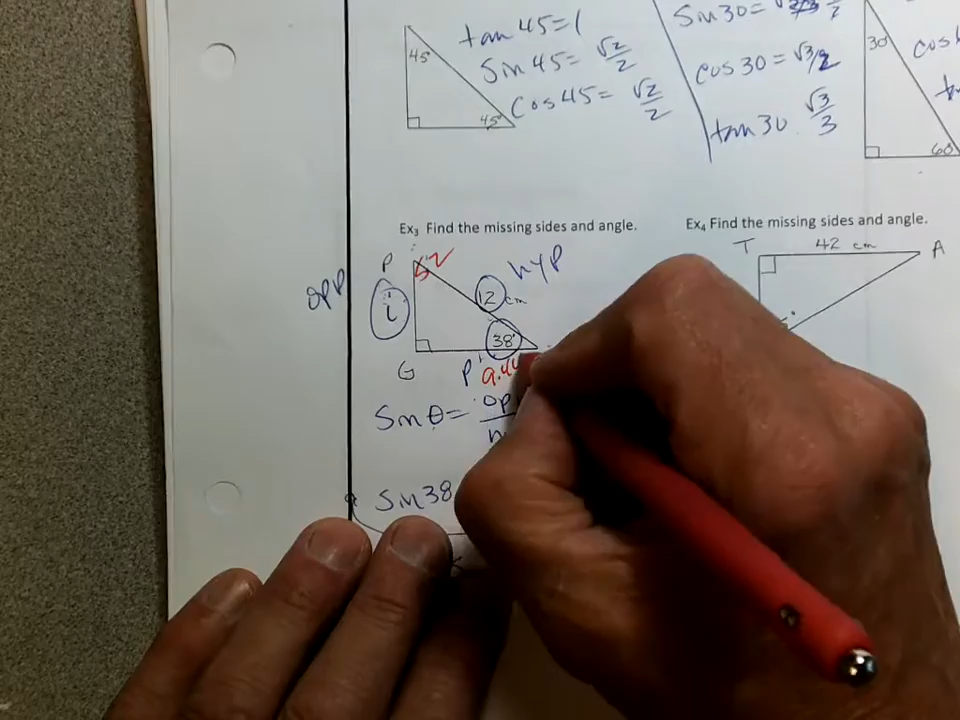 tan 45 = 1
Sin 45 = √2/2
Cos 45 = √2/2
45°
45°
Sin 30 =
cos 30 = √3/2
tan 30 √3/3
30°
60°
Ex₃ Find the missing sides and angle.
P
52
hyp
opp
i
12 cm
38°
G
P
9.4
Sin θ =
Sin 38
Ex₄ Find the missing sides and angle.
T
42 cm
A